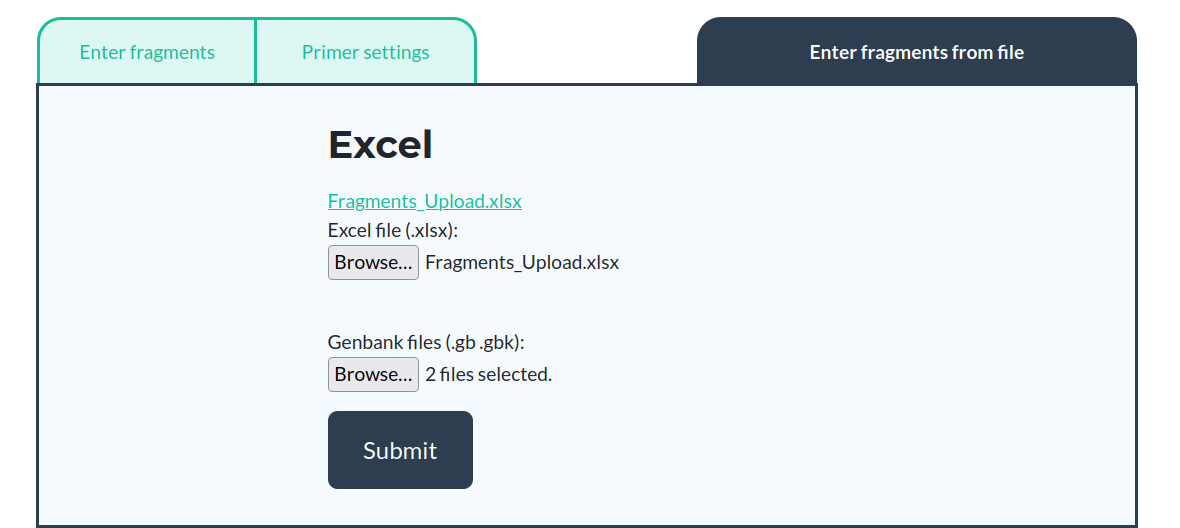 Enter fragments
Primer settings
Enter fragments from file
Excel
Fragments_Upload.xlsx
Excel file (.xlsx):
Browse... Fragments_Upload.xlsx
Genbank files (.gb .gbk):
Browse... 2 files selected.
Submit